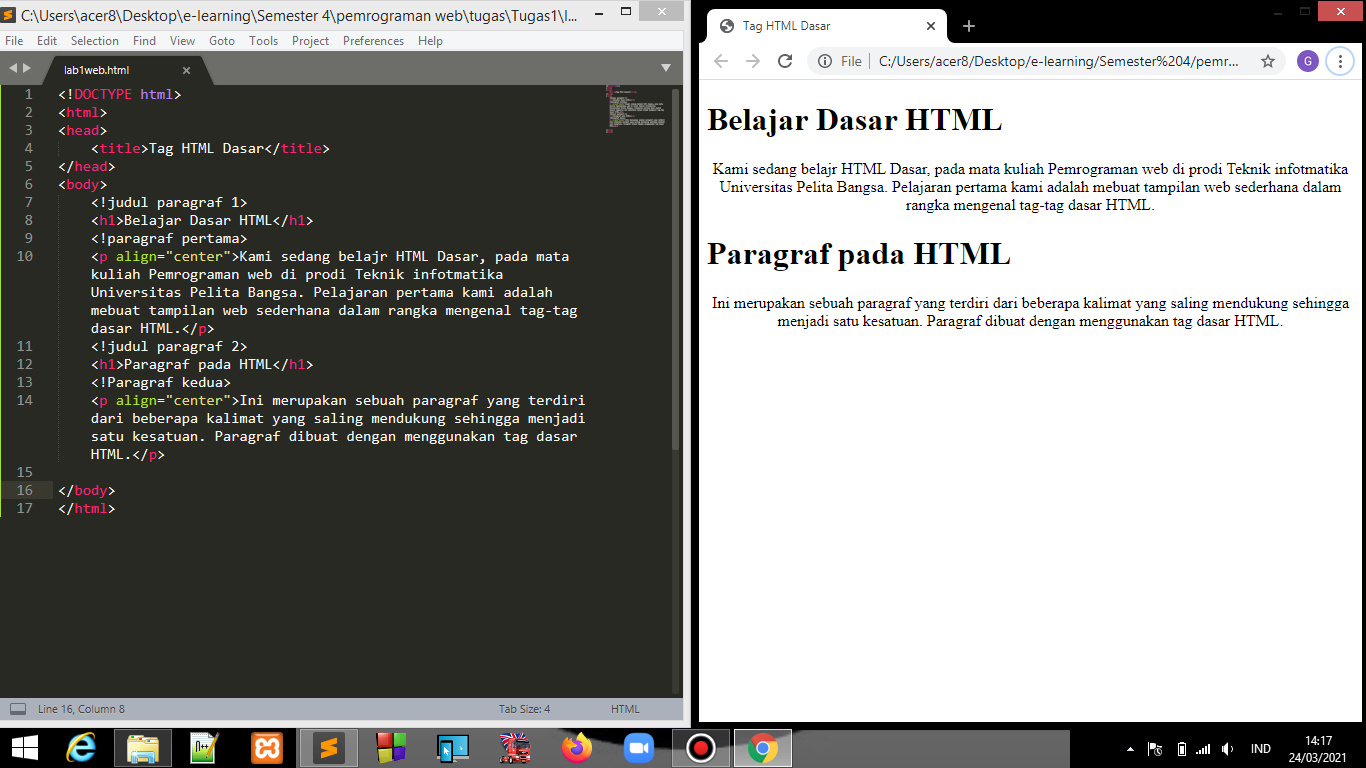 C:\Users\acer8\Desktop\e-learning\Semester 4\pemrograman web\tugas\Tugas1\l...
File Edit Selection Find View Goto Tools Project Preferences Help
lab1web.html
1 <!DOCTYPE html>
2 <html>
3 <head>
4 <title>Tag HTML Dasar</title>
5 </head>
6 <body>
7 <!judul paragraf 1>
8 <h1>Belajar Dasar HTML</h1>
9 <!paragraf pertama>
10 <p align="center">Kami sedang belajr HTML Dasar, pada mata
kuliah Pemrograman web di prodi Teknik infotmatika
Universitas Pelita Bangsa. Pelajaran pertama kami adalah
mebuat tampilan web sederhana dalam rangka mengenal tag-tag
dasar HTML.</p>
11 <!judul paragraf 2>
12 <h1>Paragraf pada HTML</h1>
13 <!Paragraf kedua>
14 <p align="center">Ini merupakan sebuah paragraf yang terdiri
dari beberapa kalimat yang saling mendukung sehingga menjadi
satu kesatuan. Paragraf dibuat dengan menggunakan tag dasar
HTML.</p>
15
16 </body>
17 </html>
Line 16, Column 8
Tab Size: 4
HTML
Tag HTML Dasar
File
C:/Users/acer8/Desktop/e-learning/Semester%204/pemr...
G
Belajar Dasar HTML
Kami sedang belajr HTML Dasar, pada mata kuliah Pemrograman web di prodi Teknik infotmatika
Universitas Pelita Bangsa. Pelajaran pertama kami adalah mebuat tampilan web sederhana dalam
rangka mengenal tag-tag dasar HTML.
Paragraf pada HTML
Ini merupakan sebuah paragraf yang terdiri dari beberapa kalimat yang saling mendukung sehingga
menjadi satu kesatuan. Paragraf dibuat dengan menggunakan tag dasar HTML.
IND
14:17
24/03/2021